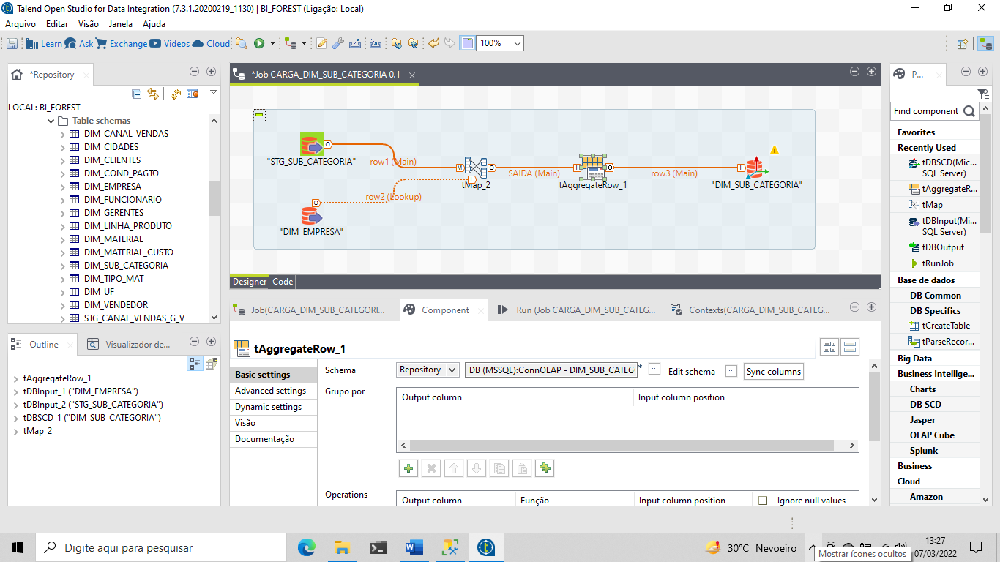 Talend Open Studio for Data Integration (7.3.1.20200219_1130) | BI_FOREST (Ligação: Local)
Arquivo Editar Visão Janela Ajuda
Learn Ask Exchange Videos Cloud 100%
*Repository
LOCAL: BI_FOREST
Table schemas
DIM_CANAL_VENDAS
DIM_CIDADES
DIM_CLIENTES
DIM_COND_PAGTO
DIM_EMPRESA
DIM_FUNCIONARIO
DIM_GERENTES
DIM_LINHA_PRODUTO
DIM_MATERIAL
DIM_MATERIAL_CUSTO
DIM_SUB_CATEGORIA
DIM_TIPO_MAT
DIM_UF
DIM_VENDEDOR
STG_CANAL_VENDAS_G_V
Outline Visualizador de...
tAggregateRow_1
tDBInput_1 ("DIM_EMPRESA")
tDBInput_2 ("STG_SUB_CATEGORIA")
tDBSCD_1 ("DIM_SUB_CATEGORIA")
tMap_2
*Job CARGA_DIM_SUB_CATEGORIA 0.1
"STG_SUB_CATEGORIA" row1 (Main)
M O SAIDA (Main) I O row3 (Main) I
tMap_2 tAggregateRow_1 "DIM_SUB_CATEGORIA"
row2 (Lookup)
"DIM_EMPRESA"
Designer Code
Job(CARGA_DIM_SUB_CATEGORI... Component Run (Job CARGA_DIM_SUB_CATEG... Contexts(CARGA_DIM_SUB_CATEG...
tAggregateRow_1
Basic settings
Advanced settings
Dynamic settings
Visão
Documentação
Schema Repository DB (MSSQL):ConnOLAP - DIM_SUB_CATEG * ... Edit schema ... Sync columns
Grupo por
Output column Input column position
Operations
Output column Função Input column position Ignore null values
P...
Find component
Favorites
Recently Used
tDBSCD(Mic...
SQL Server)
tAggregateR...
tMap
tDBInput(Mi...
SQL Server)
tDBOutput
tRunJob
Base de dados
DB Common
DB Specifics
tCreateTable
tParseRecor...
Big Data
Business Intellige...
Charts
DB SCD
Jasper
OLAP Cube
Splunk
Business
Cloud
Amazon
Digite aqui para pesquisar
30°C Nevoeiro
Mostrar ícones ocultos
13:27
07/03/2022